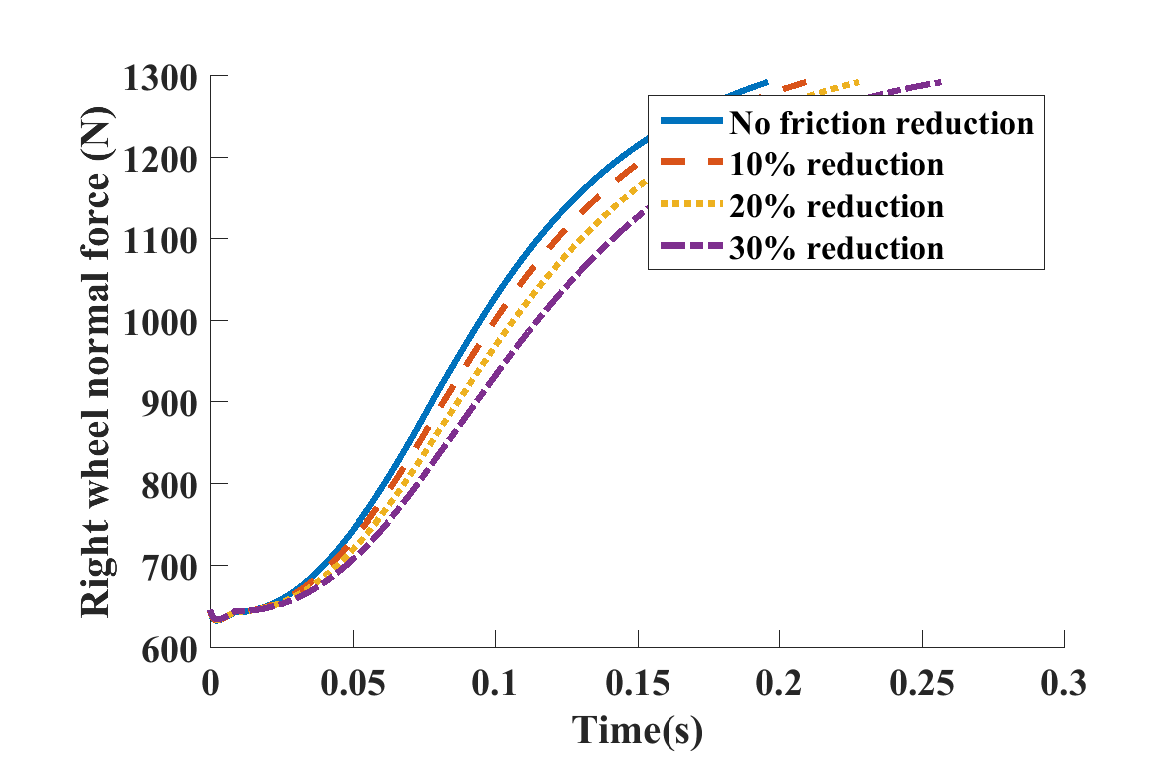 Right wheel normal force (N)
1300
1200
1100
1000
900
800
700
600
No friction reduction
10% reduction
20% reduction
30% reduction
0 0.05 0.1 0.15 0.2 0.25 0.3
Time(s)